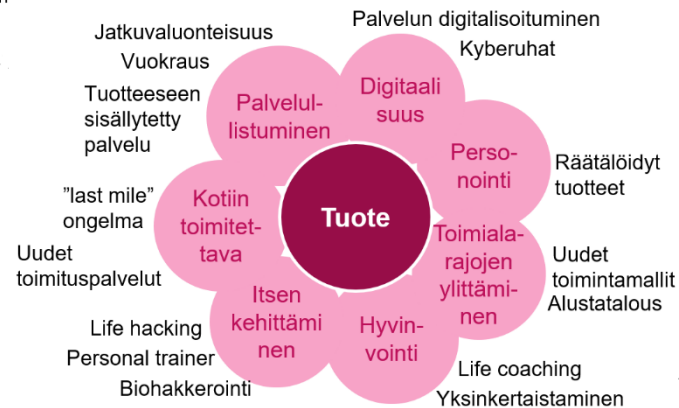 Palvelun digitalisoituminen
Kyberuhat
Jatkuvaluonteisuus
Vuokraus
Tuotteeseen
sisällytetty
palvelu
Palvelul-
listuminen
Digitaali
suus
Perso-
nointi
Räätälöidyt
tuotteet
"last mile"
ongelma
Uudet
toimituspalvelut
Kotiin
toimitet-
tava
Tuote
Toimiala-
rajojen
ylittämi-
nen
Uudet
toimintamallit
Alustatalous
Itsen
kehittämi
nen
Hyvin-
vointi
Life hacking
Personal trainer
Biohakkerointi
Life coaching
Yksinkertaistaminen